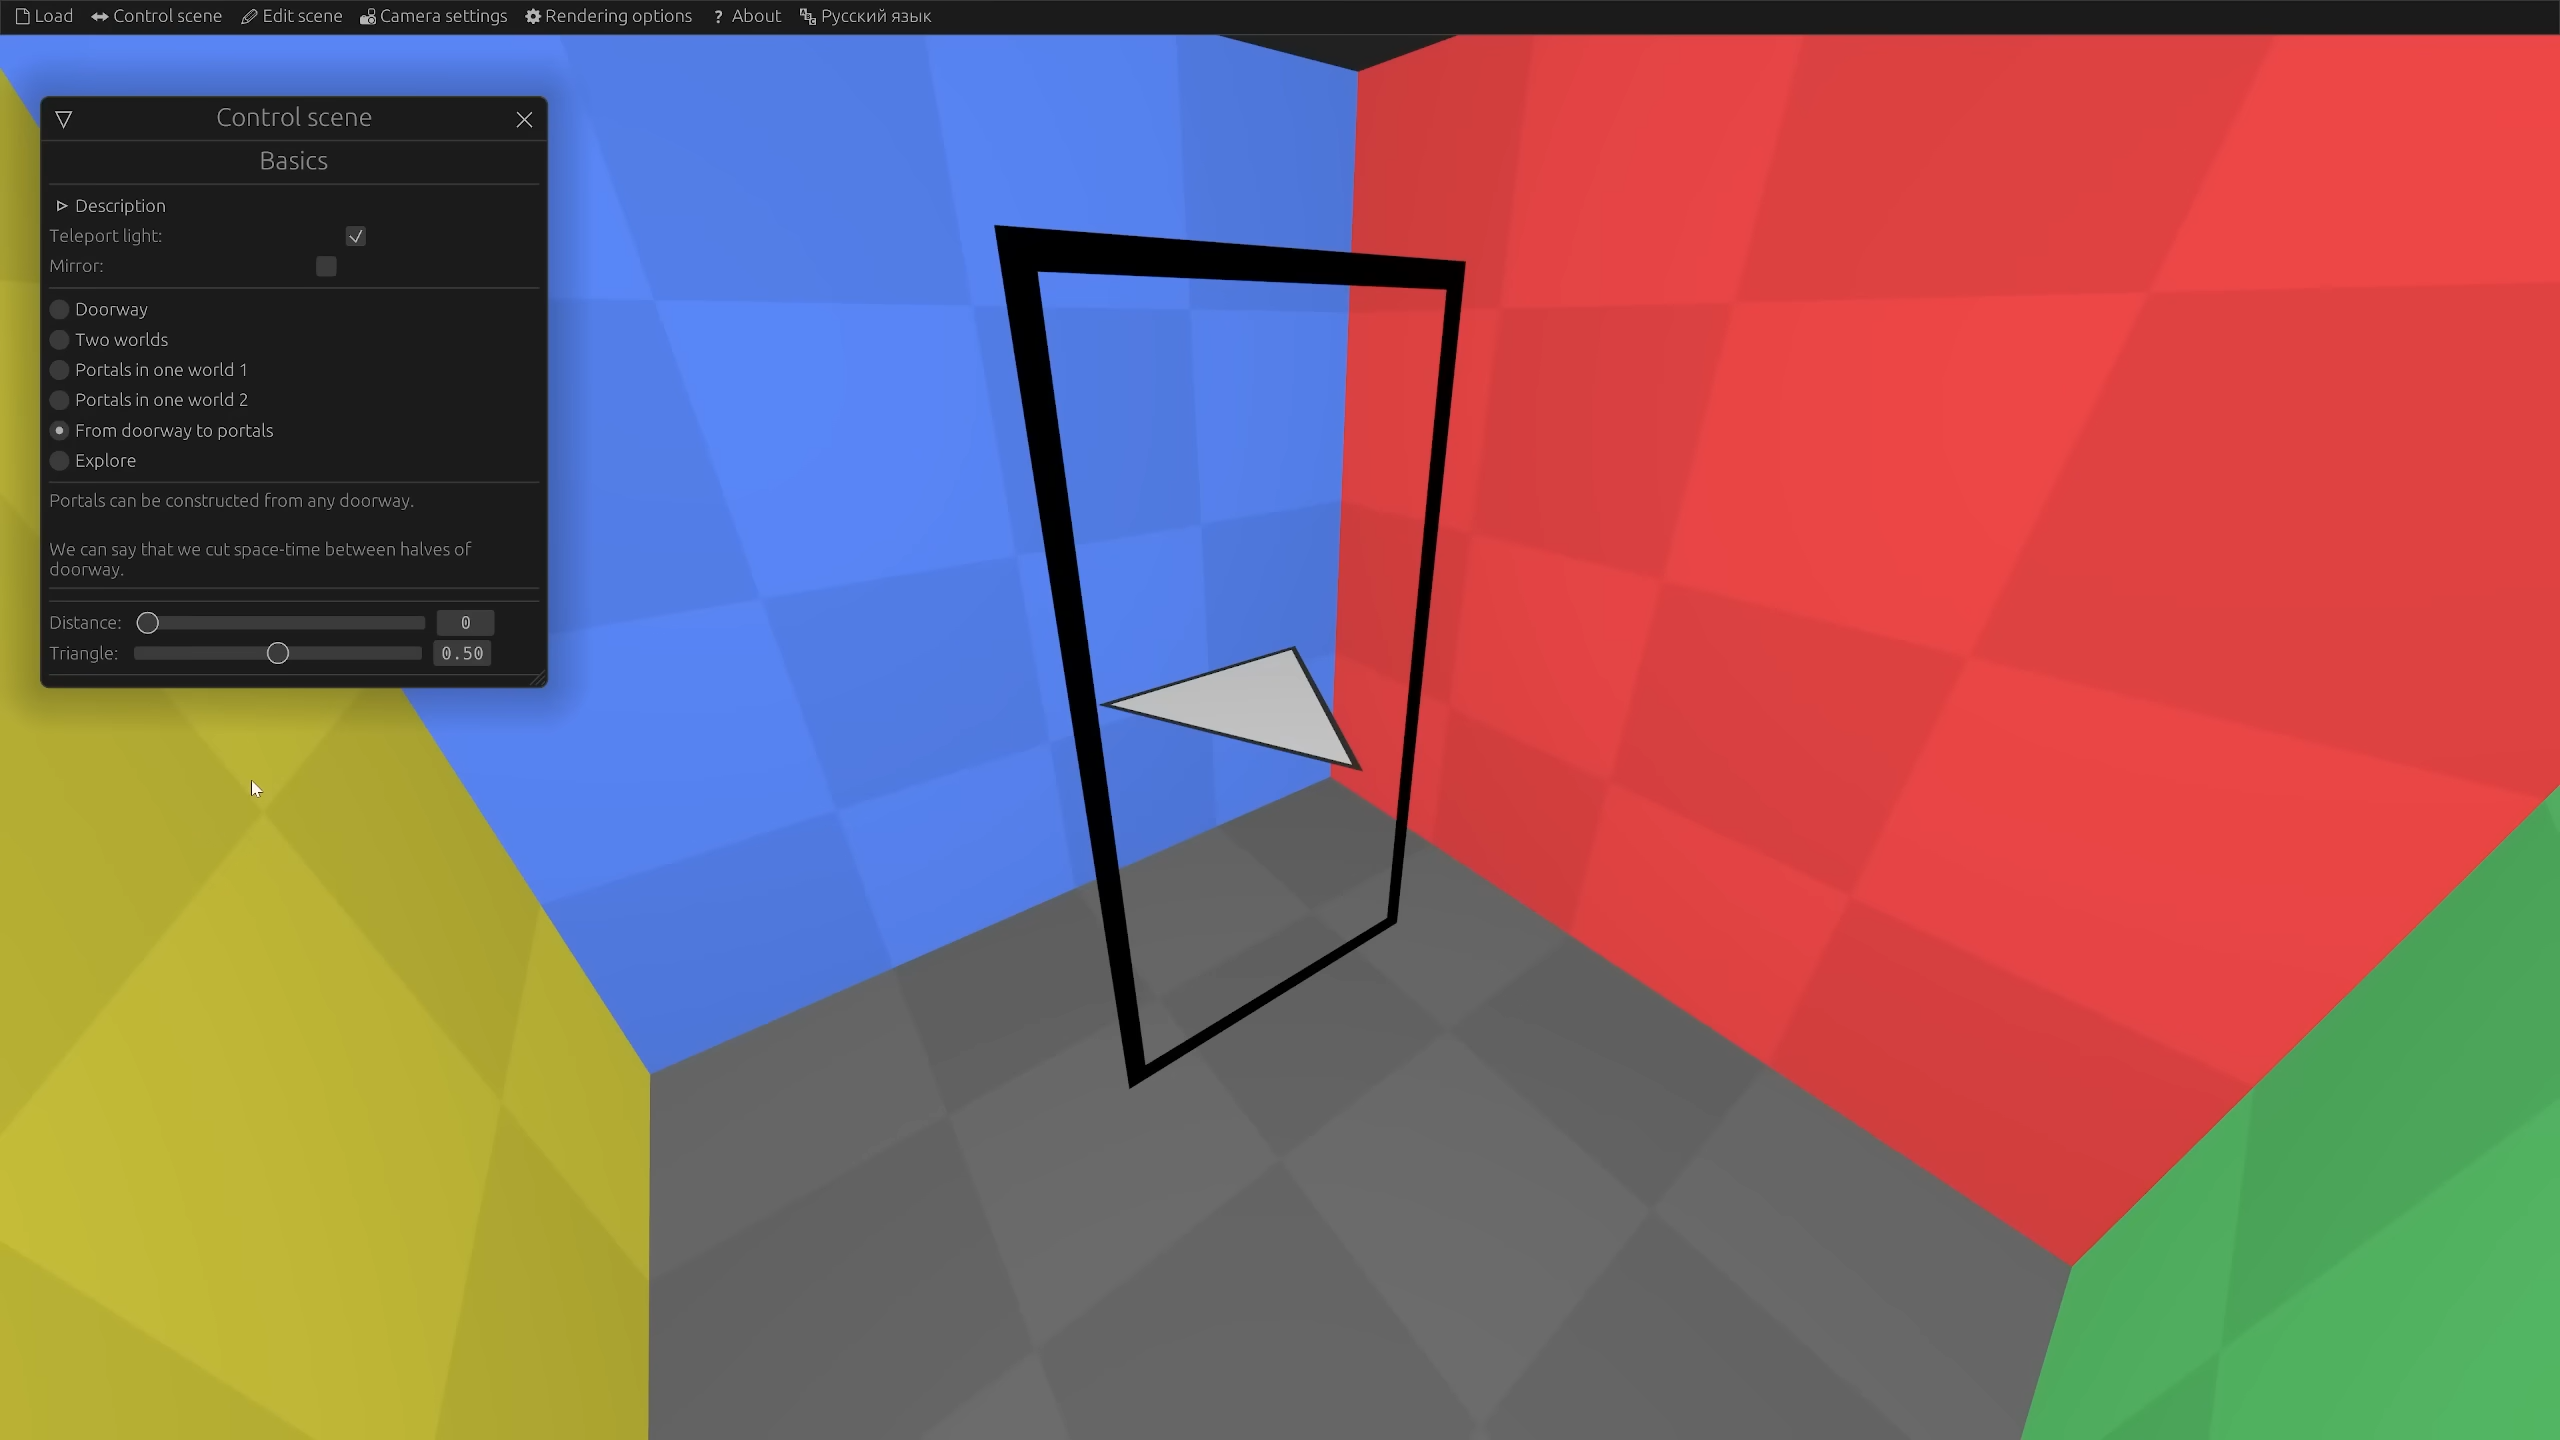 Load Control scene Edit scene Camera settings Rendering options ? About Русский язык
Control scene
Basics
Description
Teleport light:
Mirror:
Doorway
Two worlds
Portals in one world 1
Portals in one world 2
From doorway to portals
Explore
Portals can be constructed from any doorway.
We can say that we cut space-time between halves of
doorway.
Distance: 0
Triangle: 0.50